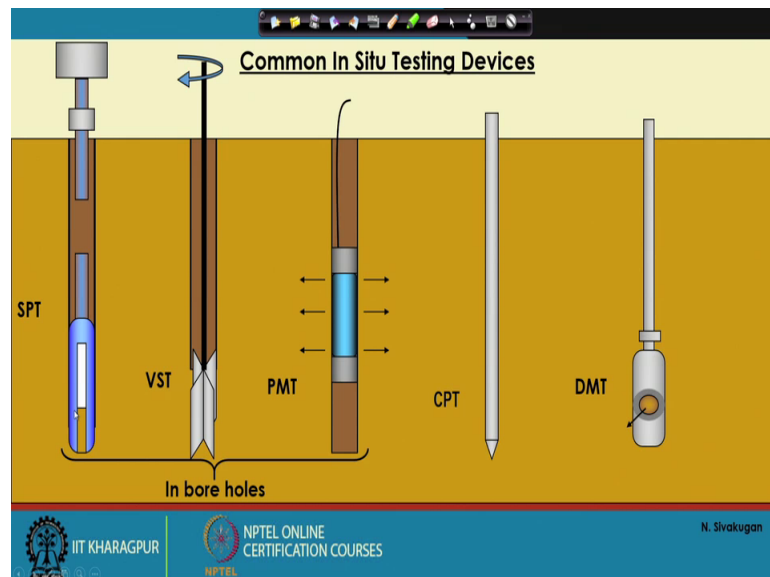 Common In Situ Testing Devices
SPT
VST
PMT
CPT
DMT
In bore holes
N. Sivakugan
IIT KHARAGPUR
NPTEL
NPTEL ONLINE
CERTIFICATION COURSES